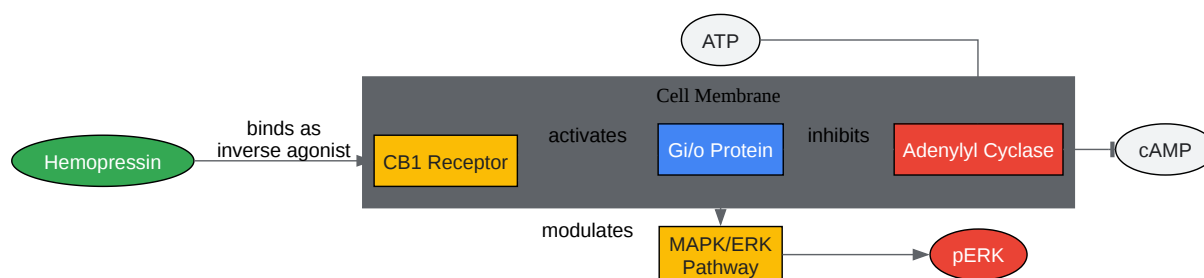 ATP
Cell Membrane
binds as
inverse agonist
activates
inhibits
Hemopressin
CB1 Receptor
Gi/o Protein
Adenylyl Cyclase
cAMP
modulates
MAPK/ERK
Pathway
pERK